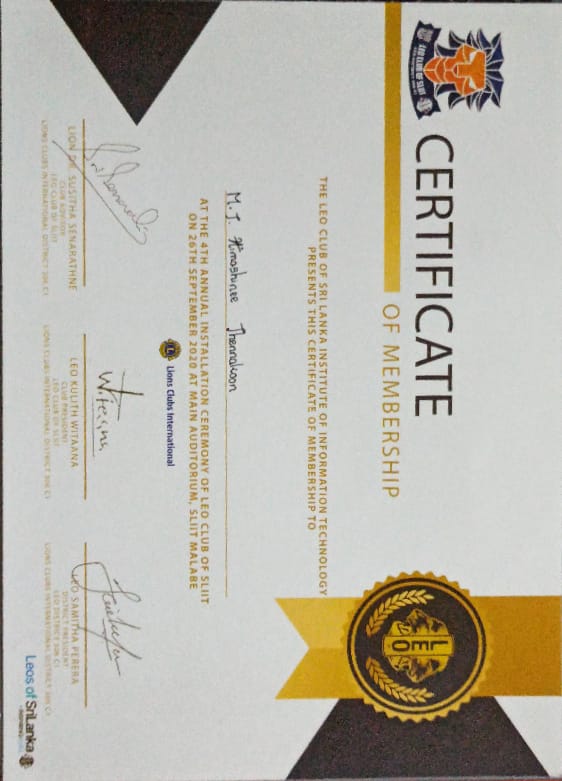 LEO CLUB OF SLIIT
LEO DISTRICT 306 C1
CERTIFICATE
OF MEMBERSHIP
LEO
THE LEO CLUB OF SRI LANKA INSTITUTE OF INFORMATION TECHNOLOGY
PRESENTS THIS CERTIFICATE OF MEMBERSHIP TO
M.J. Himashinee Thennakoon
AT THE 4TH ANNUAL INSTALLATION CEREMONY OF LEO CLUB OF SLIIT
ON 26TH SEPTEMBER 2020 AT MAIN AUDITORIUM, SLIIT MALABE
L Lions Clubs International
Witaana
LION DR. SUSITHA SENARATHNE
CLUB ADVISOR
LEO CLUB OF SLIIT
LIONS CLUBS INTERNATIONAL DISTRICT 306 C1
LEO KULITH WITAANA
CLUB PRESIDENT
LEO CLUB OF SLIIT
LIONS CLUBS INTERNATIONAL DISTRICT 306 C1
LEO SAMITHA PERERA
DISTRICT PRESIDENT
LEO DISTRICT 306 C1
LIONS CLUBS INTERNATIONAL DISTRICT 306 C1
Leos of SriLanka